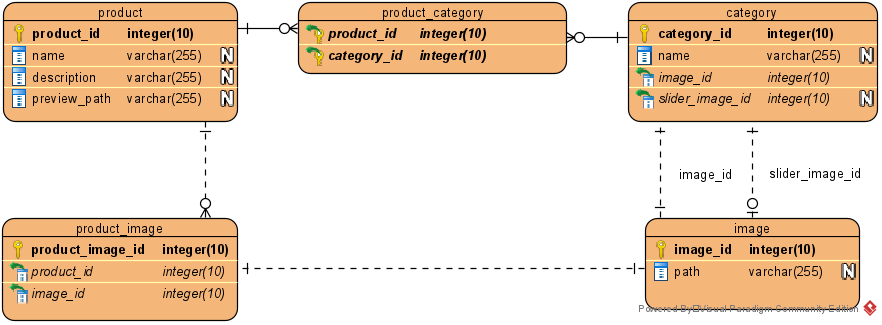 product
product_id integer(10)
name varchar(255) N
description varchar(255) N
preview_path varchar(255) N
product_category
product_id integer(10)
category_id integer(10)
category
category_id integer(10)
name varchar(255) N
image_id integer(10)
slider_image_id integer(10) N
image_id
slider_image_id
product_image
product_image_id integer(10)
product_id integer(10)
image_id integer(10)
image
image_id integer(10)
path varchar(255) N
Visual Paradigm Community Edition